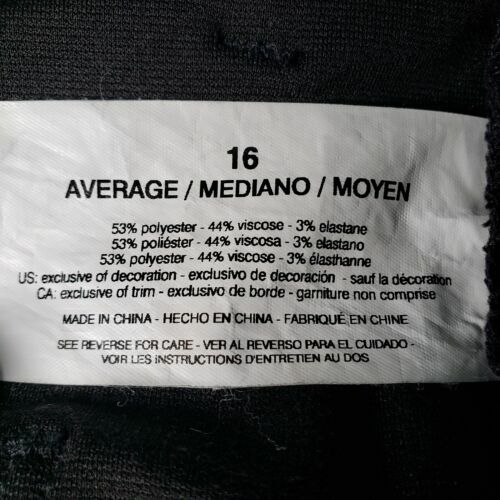 16
AVERAGE / MEDIANO / MOYEN
53% polyester - 44% viscose - 3% elastane
53% poliéster - 44% viscosa - 3% elastano
53% polyester - 44% viscose - 3% élasthanne
US: exclusive of decoration - exclusivo de decoración - sauf la décoration
CA: exclusive of trim - exclusivo de borde - garniture non comprise
MADE IN CHINA - HECHO EN CHINA - FABRIQUÉ EN CHINE
SEE REVERSE FOR CARE - VER AL REVERSO PARA EL CUIDADO -
VOIR LES INSTRUCTIONS D'ENTRETIEN AU DOS